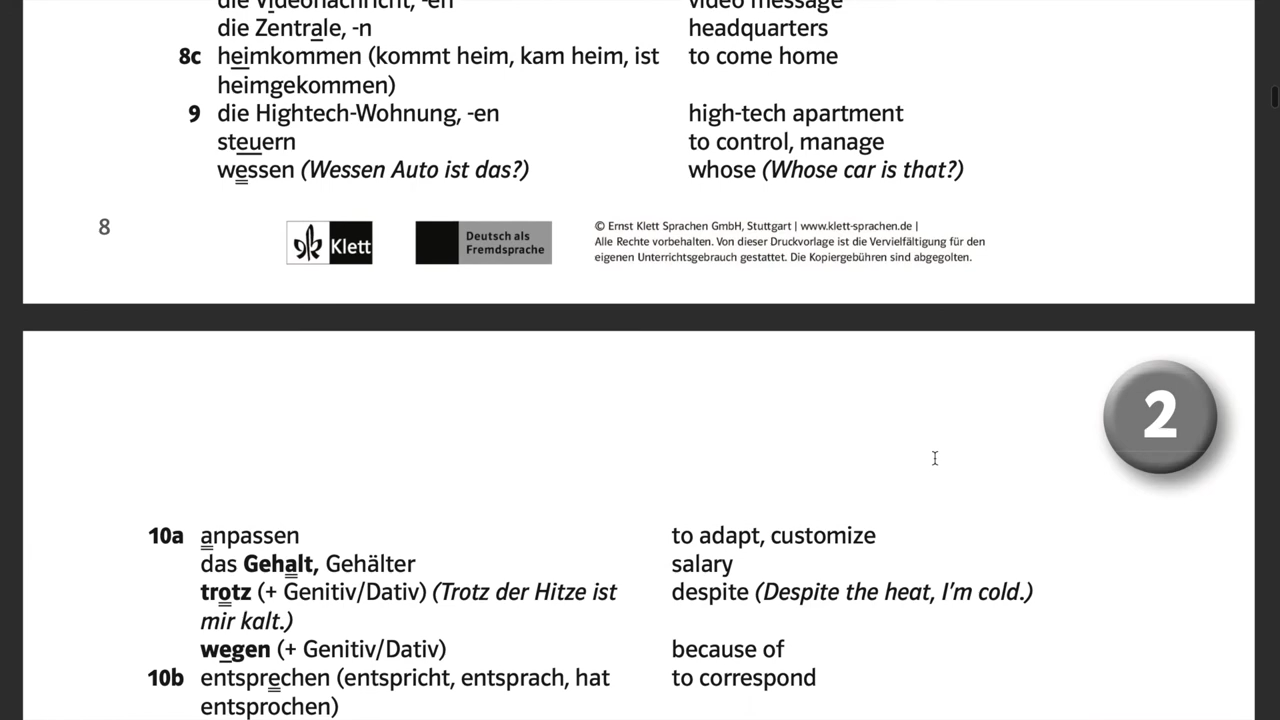 die Videonachricht, -en video message
die Zentrale, -n headquarters
8c heimkommen (kommt heim, kam heim, ist to come home
heimgekommen)
9 die Hightech-Wohnung, -en high-tech apartment
steuern to control, manage
wessen (Wessen Auto ist das?) whose (Whose car is that?)
8
Klett
Deutsch als
Fremdsprache
© Ernst Klett Sprachen GmbH, Stuttgart | www.klett-sprachen.de |
Alle Rechte vorbehalten. Von dieser Druckvorlage ist die Vervielfältigung für den
eigenen Unterrichtsgebrauch gestattet. Die Kopiergebühren sind abgegolten.
2
10a anpassen to adapt, customize
das Gehalt, Gehälter salary
trotz (+ Genitiv/Dativ) (Trotz der Hitze ist despite (Despite the heat, I’m cold.)
mir kalt.)
wegen (+ Genitiv/Dativ) because of
10b entsprechen (entspricht, entsprach, hat to correspond
entsprochen)